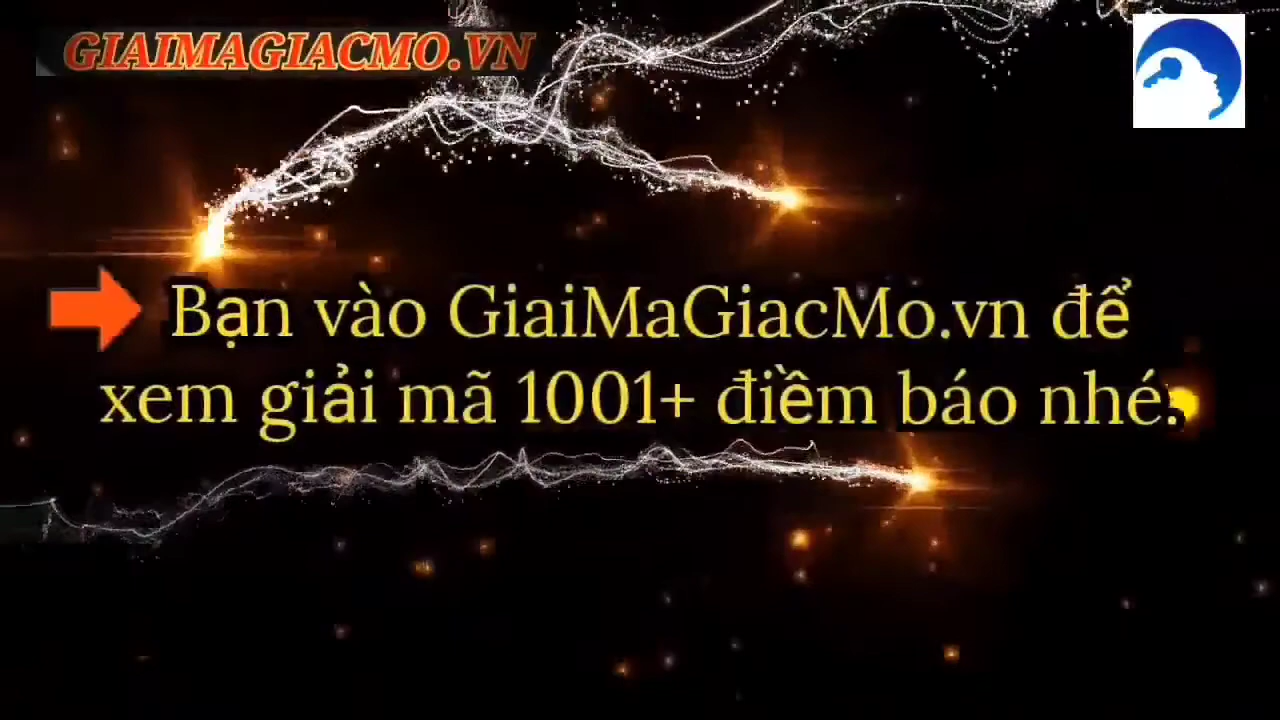 GIAIMAGIACMO.VN
Bạn vào GiaiMaGiacMo.vn để
xem giải mã 1001+ điềm báo nhé.